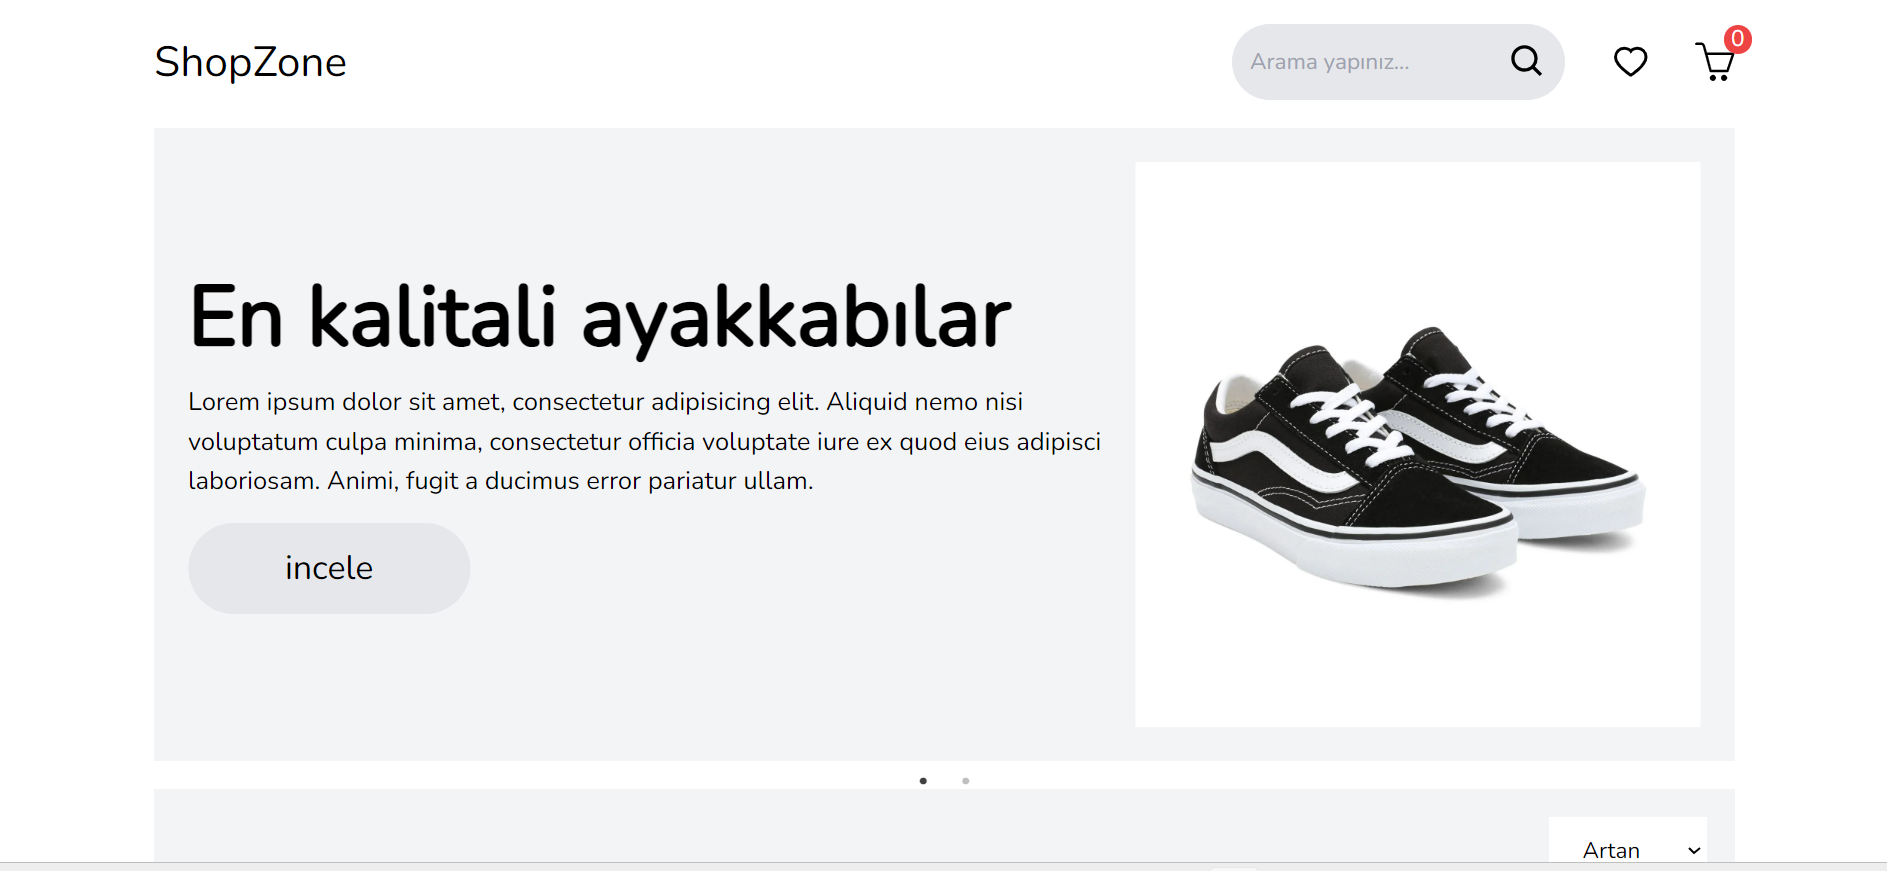 ShopZone
Arama yapınız...
0
En kalitali ayakkabılar
Lorem ipsum dolor sit amet, consectetur adipisicing elit. Aliquid nemo nisi
voluptatum culpa minima, consectetur officia voluptate iure ex quod eius adipisci
laboriosam. Animi, fugit a ducimus error pariatur ullam.
incele
Artan